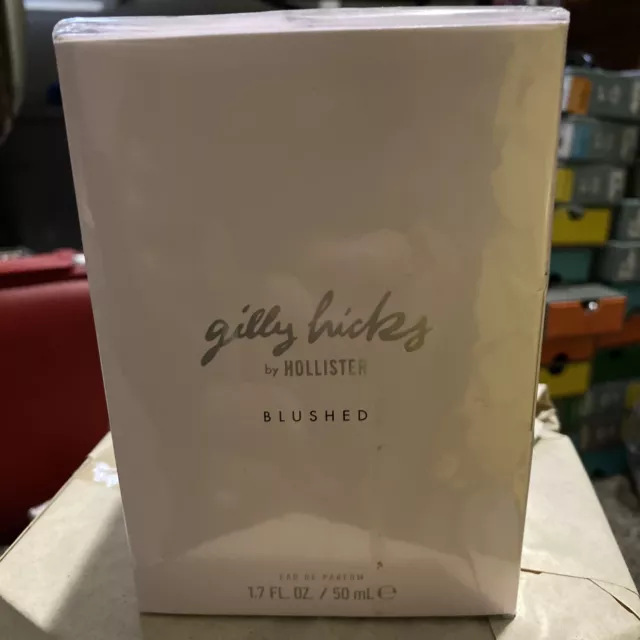 gilly hicks
by HOLLISTER
BLUSHED
EAU DE PARFUM
1.7 FL. OZ. / 50 mL ℮